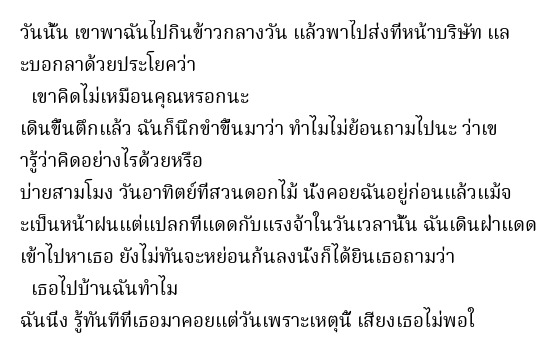 วันนั้น เขาพาฉันไปกินข้าวกลางวัน แล้วพาไปส่งที่หน้าบริษัท แล
ะบอกลาด้วยประโยคว่า
เขาคิดไม่เหมือนคุณหรอกนะ
เดินขึ้นตึกแล้ว ฉันก็นึกขำขึ้นมาว่า ทำไมไม่ย้อนถามไปนะ ว่าเข
ารู้ว่าคิดอย่างไรด้วยหรือ
บ่ายสามโมง วันอาทิตย์ที่สวนดอกไม้ นั่งคอยฉันอยู่ก่อนแล้วแม้จ
ะเป็นหน้าฝนแต่แปลกที่แดดกับแรงจ้าในวันเวลานั้น ฉันเดินฝ่าแดด
เข้าไปหาเธอ ยังไม่ทันจะหย่อนก้นลงนั่งก็ได้ยินเธอถามว่า
เธอไปบ้านฉันทำไม
ฉันนึ่ง รู้ทันทีที่เธอมาคอยแต่วันเพราะเหตุนี้ เสียงเธอไม่พอใ